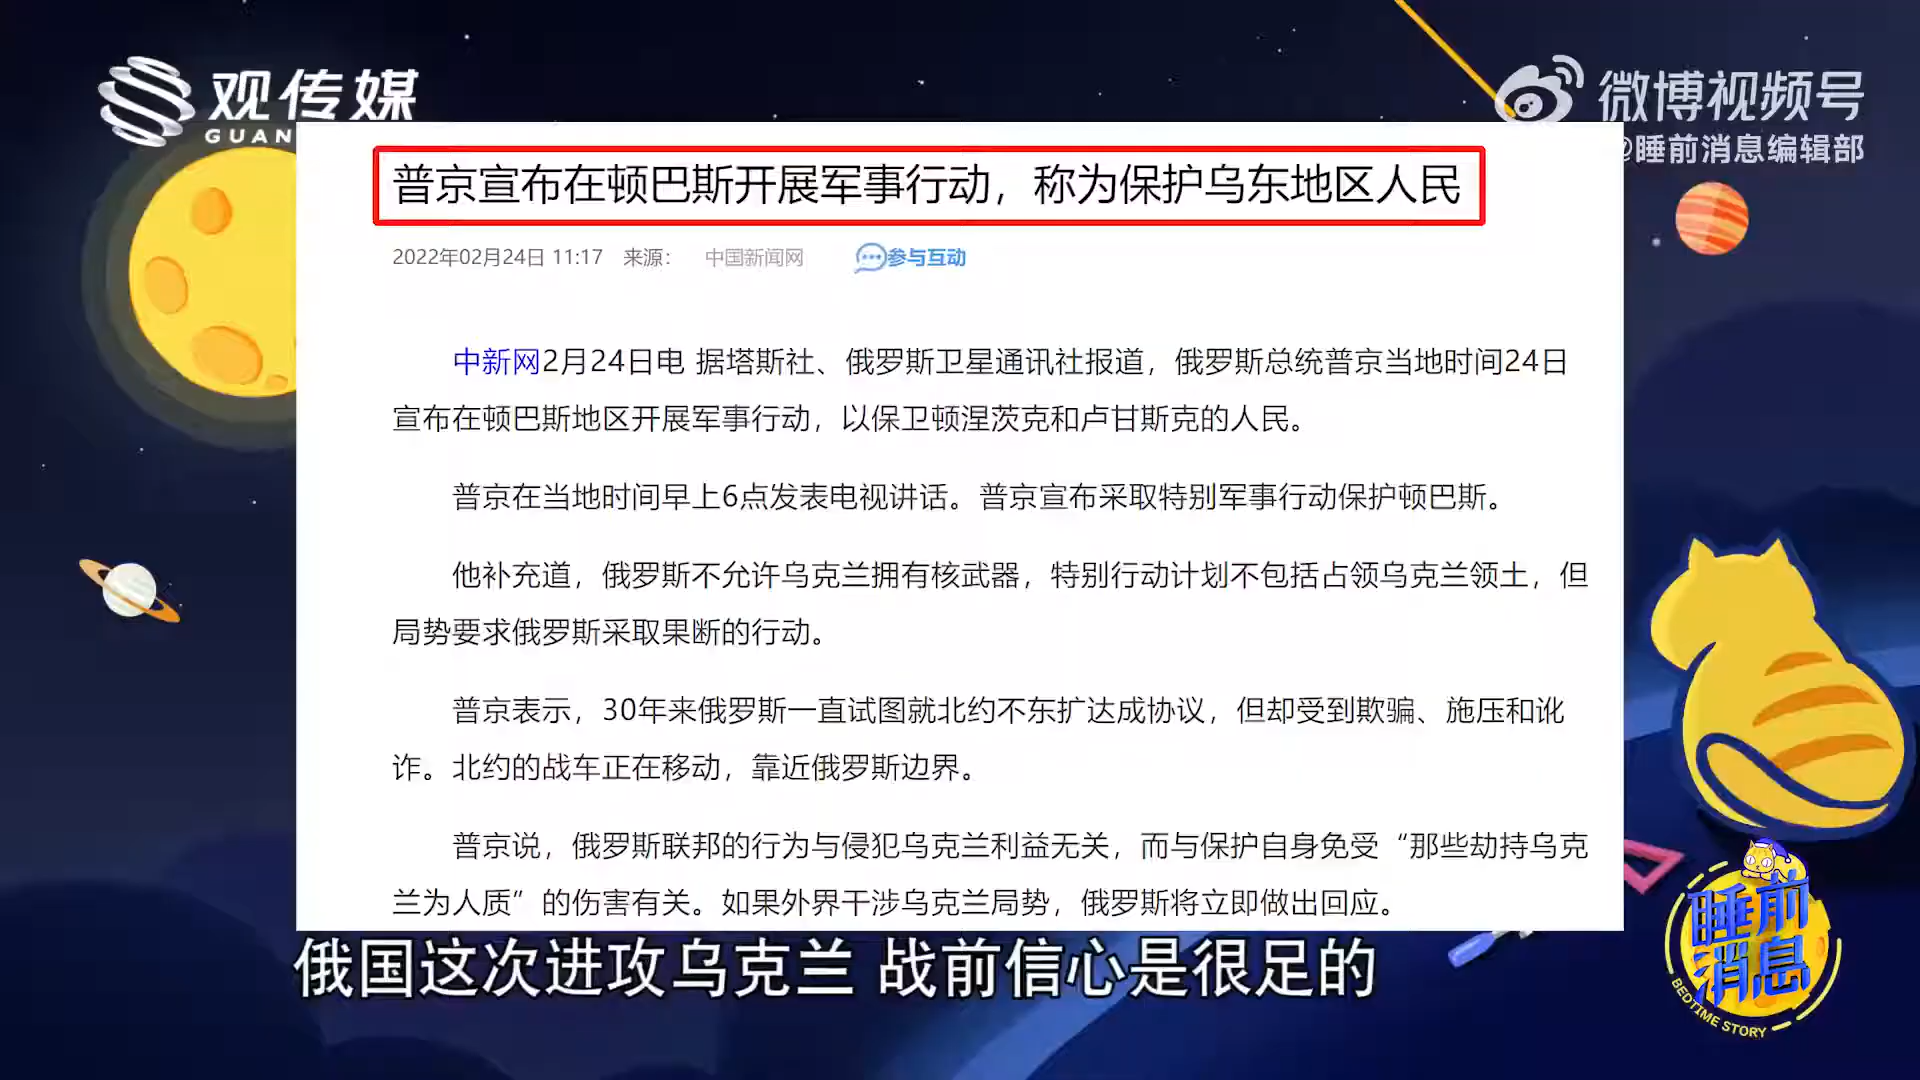 观传媒
GUAN
微博视频号
@睡前消息编辑部
普京宣布在顿巴斯开展军事行动，称为保护乌东地区人民
2022年02月24日 11:17 来源： 中国新闻网 参与互动
中新网2月24日电 据塔斯社、俄罗斯卫星通讯社报道，俄罗斯总统普京当地时间24日
宣布在顿巴斯地区开展军事行动，以保卫顿涅茨克和卢甘斯克的人民。
普京在当地时间早上6点发表电视讲话。普京宣布采取特别军事行动保护顿巴斯。
他补充道，俄罗斯不允许乌克兰拥有核武器，特别行动计划不包括占领乌克兰领土，但
局势要求俄罗斯采取果断的行动。
普京表示，30年来俄罗斯一直试图就北约不东扩达成协议，但却受到欺骗、施压和讹
诈。北约的战车正在移动，靠近俄罗斯边界。
普京说，俄罗斯联邦的行为与侵犯乌克兰利益无关，而与保护自身免受“那些劫持乌克
兰为人质”的伤害有关。如果外界干涉乌克兰局势，俄罗斯将立即做出回应。
俄国这次进攻乌克兰 战前信心是很足的
睡前
消息
BEDTIME STORY